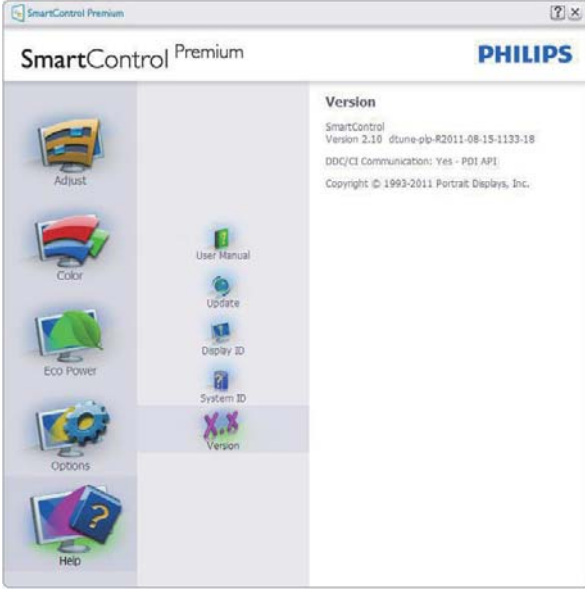 SmartControl Premium
SmartControl Premium
PHILIPS
Adjust
Color
Eco Power
Options
Help
User Manual
Update
Display ID
System ID
X.X
Version
Version
SmartControl
Version 2.10 dtune-plp-R2011-08-15-1133-18
DDC/CI Communication: Yes - PDI API
Copyright © 1993-2011 Portrait Displays, Inc.